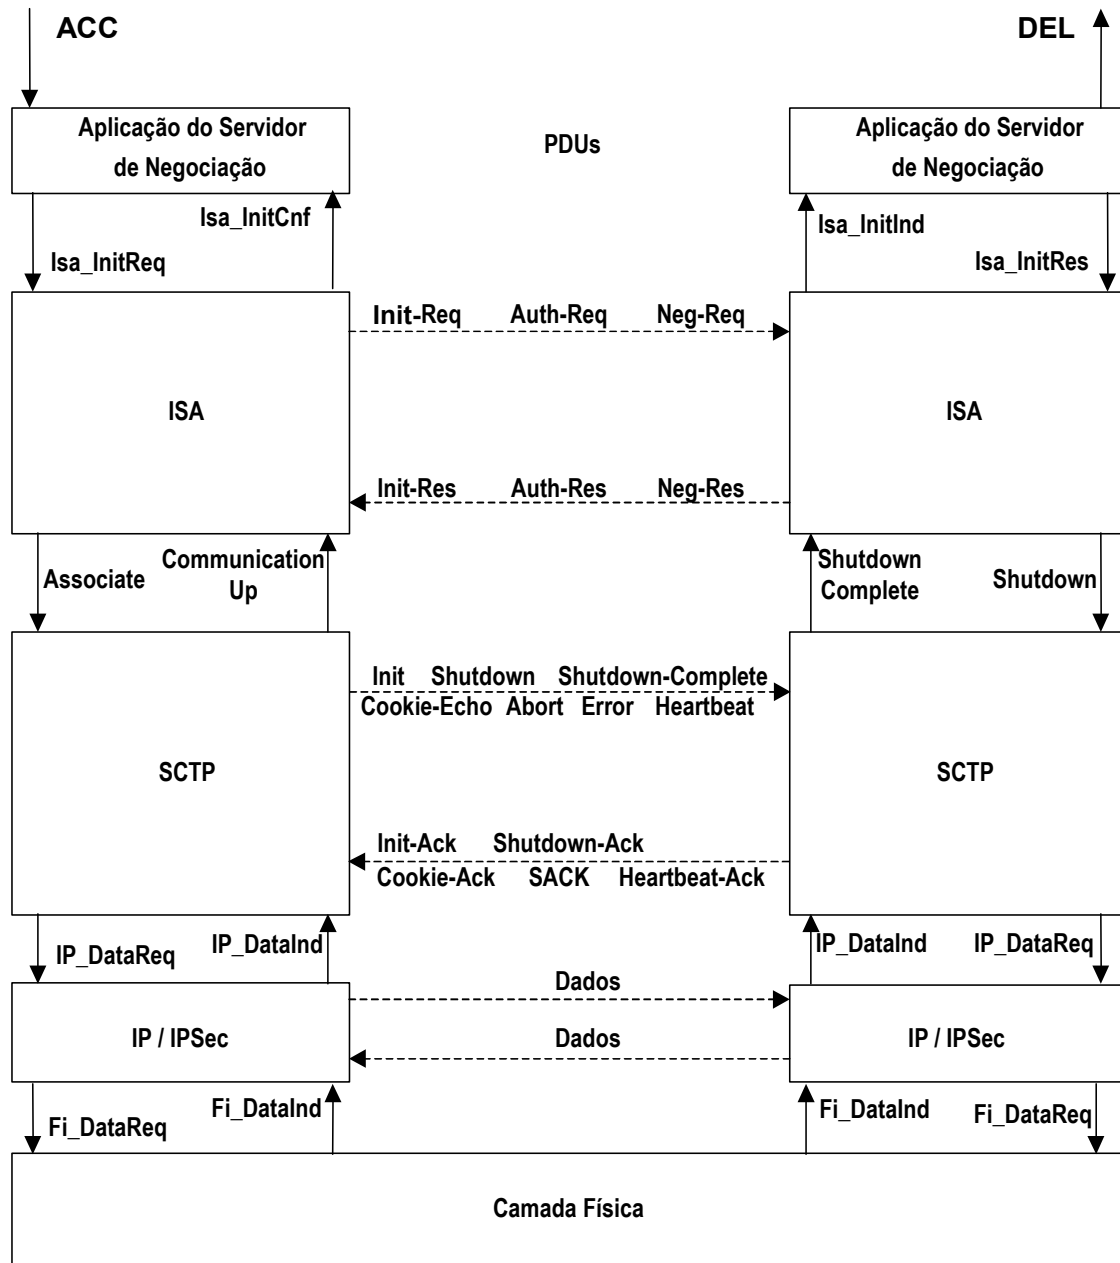 ACC
DEL
Aplicação do Servidor
de Negociação
PDUs
Aplicação do Servidor
de Negociação
Isa_InitCnf
Isa_InitInd
Isa_InitReq
Isa_InitRes
Init-Req Auth-Req Neg-Req
ISA
ISA
Init-Res Auth-Res Neg-Res
Associate
Communication
Up
Shutdown
Complete
Shutdown
Init Shutdown Shutdown-Complete
Cookie-Echo Abort Error Heartbeat
SCTP
SCTP
Init-Ack Shutdown-Ack
Cookie-Ack SACK Heartbeat-Ack
IP_DataReq
IP_DataInd
IP_DataInd
IP_DataReq
Dados
IP / IPSec
Dados
IP / IPSec
Fi_DataReq
Fi_DataInd
Fi_DataInd
Fi_DataReq
Camada Física